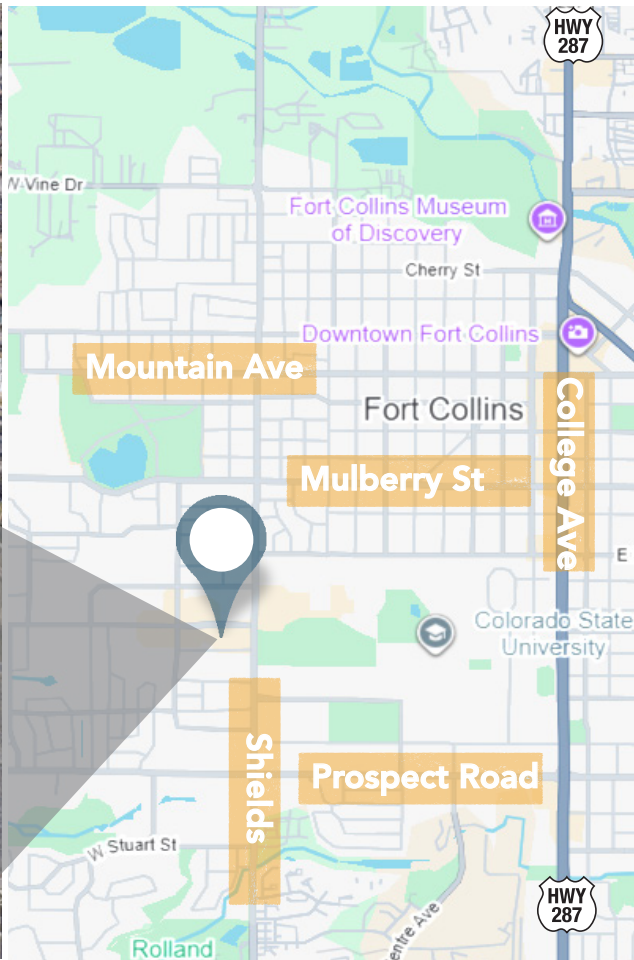 HWY
287
W Vine Dr
Fort Collins Museum
of Discovery
Cherry St
Downtown Fort Collins
Mountain Ave
Fort Collins
College Ave
Mulberry St
E
Colorado State
University
Shields
Prospect Road
W Stuart St
HWY
287
entre Ave
Rolland